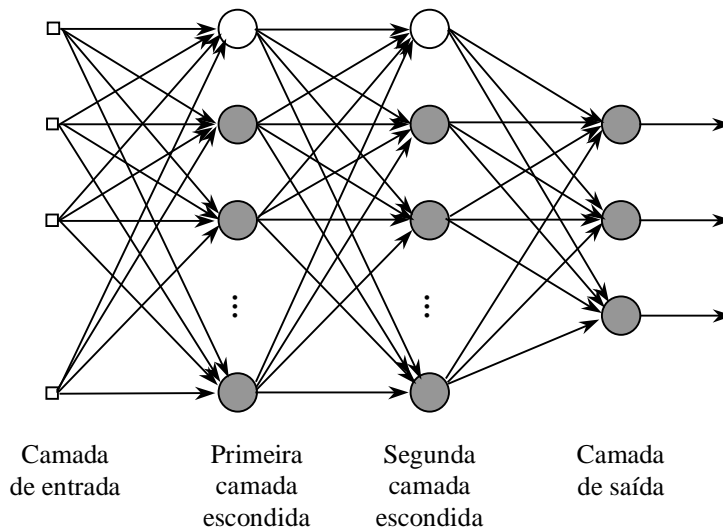 Camada
de entrada
Primeira
camada
escondida
Segunda
camada
escondida
Camada
de saída